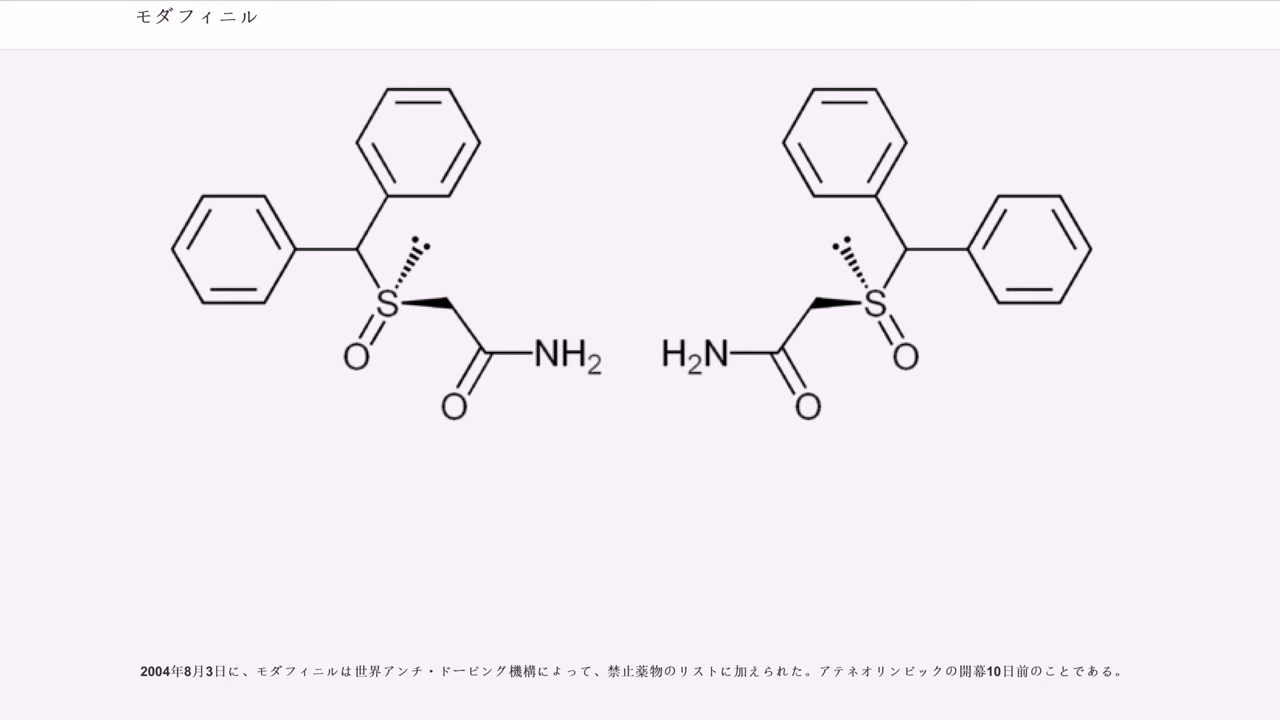 モダフィニル
S
O
NH2
O
H2N
S
O
O
2004年8月3日に、モダフィニルは世界アンチ・ドーピング機構によって、禁止薬物のリストに加えられた。アテネオリンピックの開幕10日前のことである。